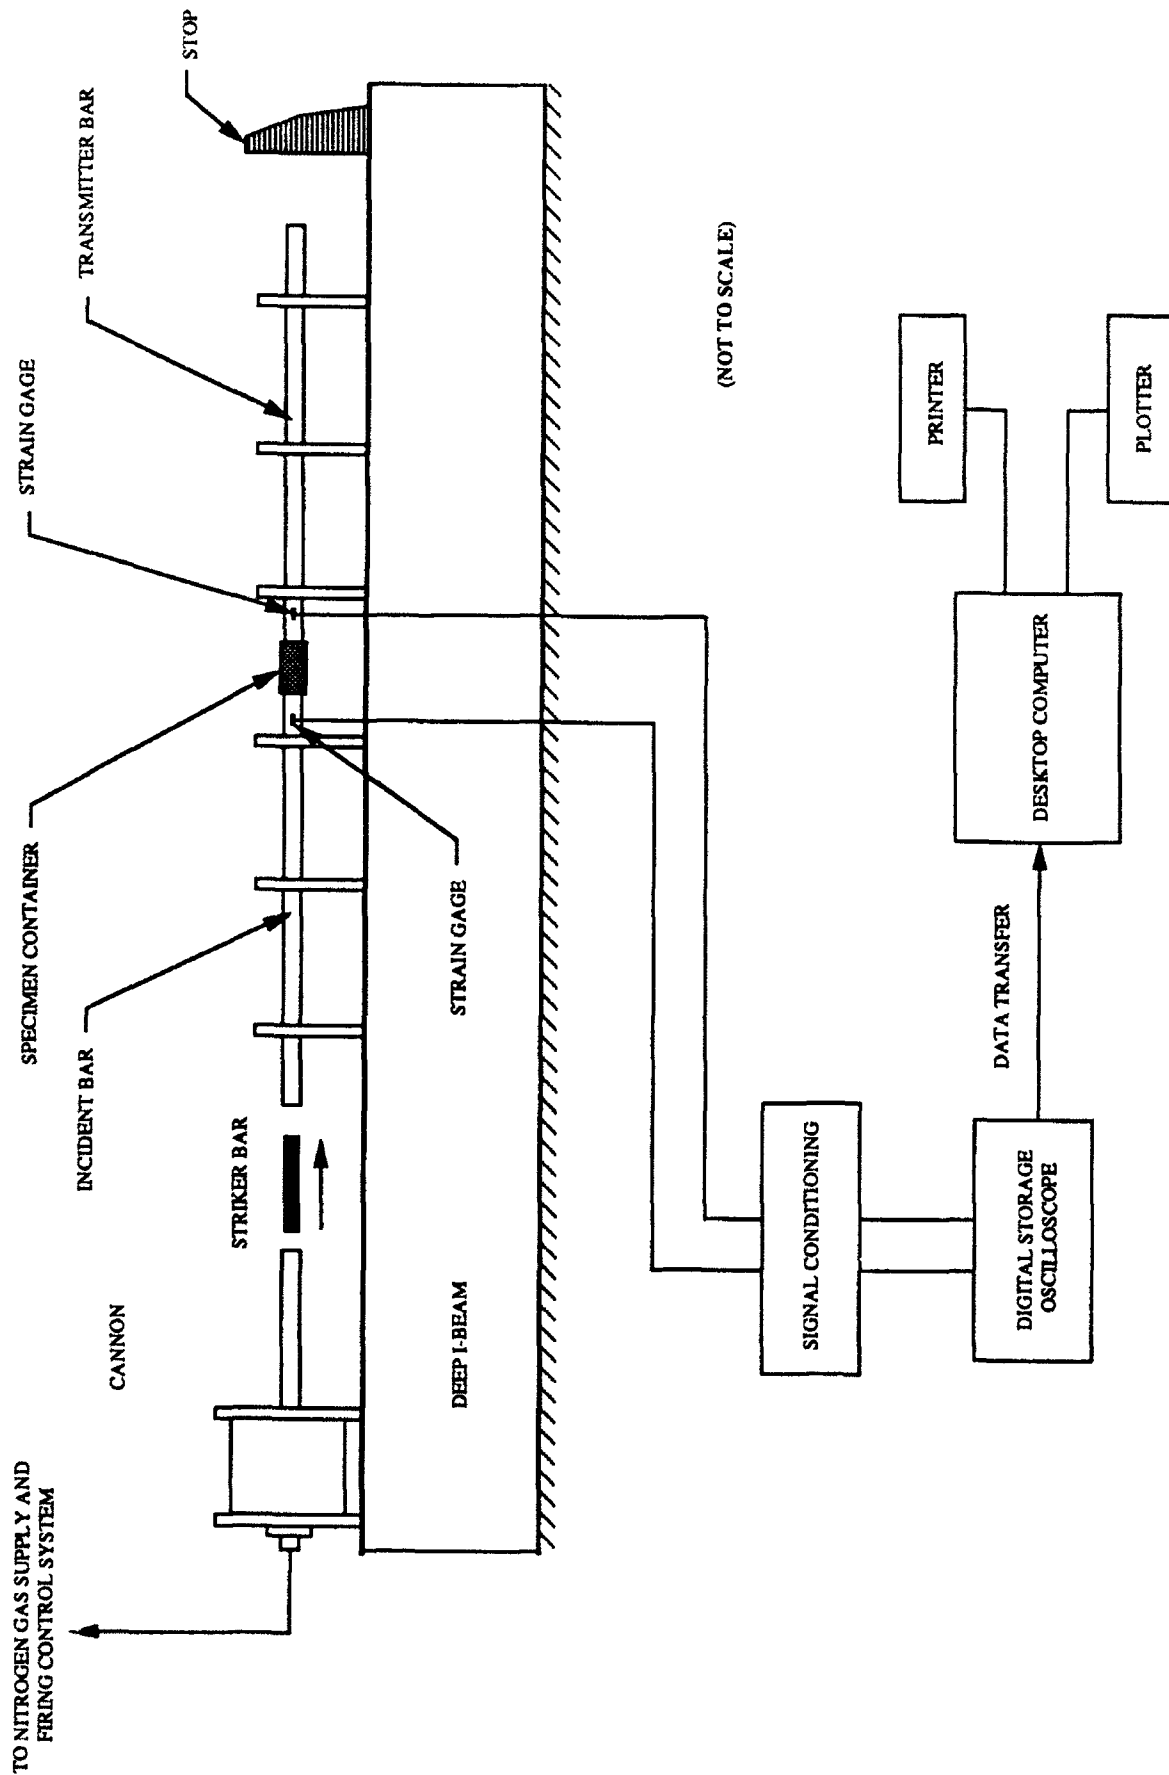 TO NITROGEN GAS SUPPLY AND
FIRING CONTROL SYSTEM
CANNON
STRIKER BAR
INCIDENT BAR
SPECIMEN CONTAINER
STRAIN GAGE
TRANSMITTER BAR
STOP
STRAIN GAGE
DEEP I-BEAM
(NOT TO SCALE)
SIGNAL CONDITIONING
DIGITAL STORAGE
OSCILLOSCOPE
DATA TRANSFER
DESKTOP COMPUTER
PRINTER
PLOTTER